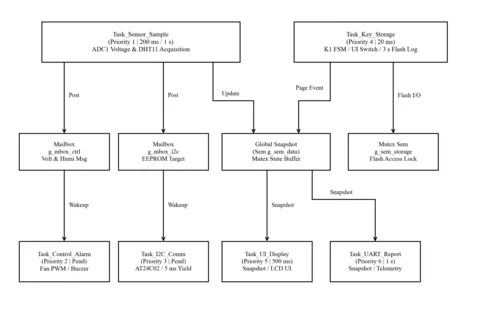 Task_Sensor_Sample
(Priority 1 | 200 ms / 1 s)
ADC1 Voltage & DHT11 Acquisition
Task_Key_Storage
(Priority 4 | 20 ms)
K1 FSM / UI Switch / 3 s Flash Log
Post
Post
Update
Page Event
Flash I/O
Mailbox
g_mbox_ctrl
Volt & Humi Msg
Mailbox
g_mbox_i2c
EEPROM Target
Global Snapshot
(Sem g_sem_data)
Mutex State Buffer
Mutex Sem
g_sem_storage
Flash Access Lock
Wakeup
Wakeup
Snapshot
Snapshot
Task_Control_Alarm
(Priority 2 | Pend)
Fan PWM / Buzzer
Task_I2C_Comm
(Priority 3 | Pend)
AT24C02 / 5 ms Yield
Task_UI_Display
(Priority 5 | 500 ms)
Snapshot / LCD UI
Task_UART_Report
(Priority 6 | 1 s)
Snapshot / Telemetry